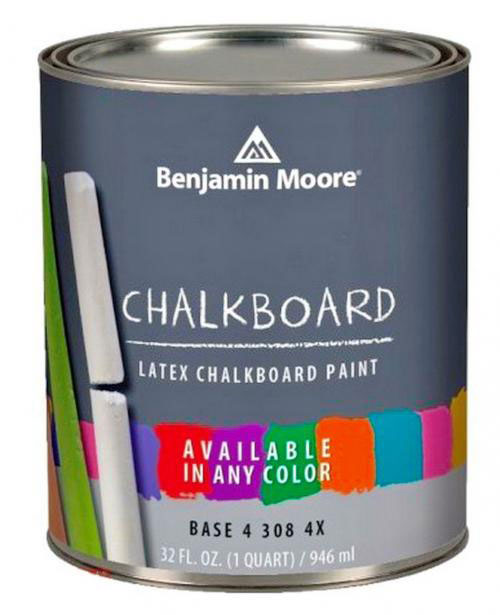 Benjamin Moore®
CHALKBOARD
LATEX CHALKBOARD PAINT
AVAILABLE
IN ANY COLOR
BASE 4 308 4X
32 FL. OZ. (1 QUART) / 946 ml